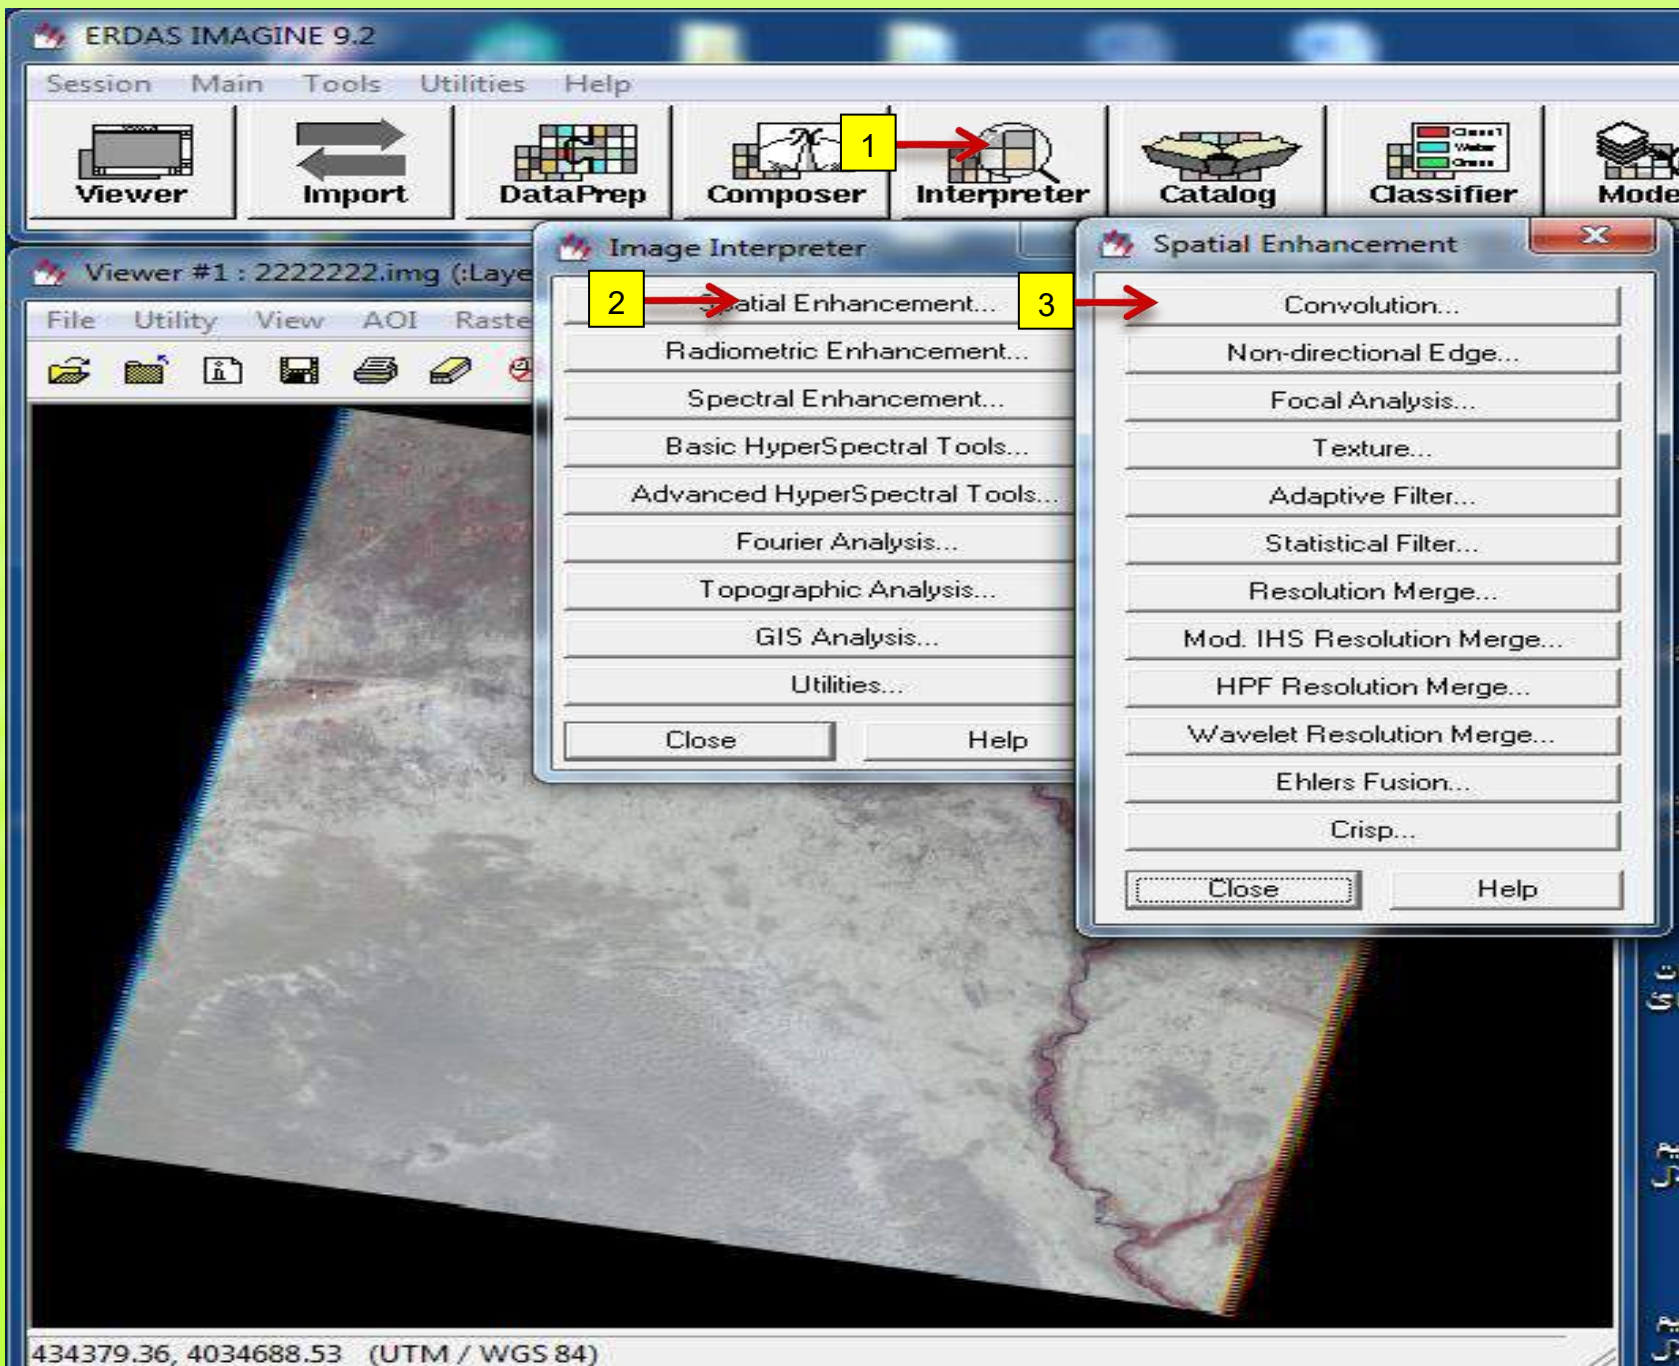 ERDAS IMAGINE 9.2
Session Main Tools Utilities Help
1
Viewer Import DataPrep Composer Interpreter Catalog Classifier
Viewer #1 : 2222222.img (:Laye
File Utility View AOI Raste
Image Interpreter
2
Spatial Enhancement...
Radiometric Enhancement...
Spectral Enhancement...
Basic HyperSpectral Tools...
Advanced HyperSpectral Tools...
Fourier Analysis...
Topographic Analysis...
GIS Analysis...
Utilities...
Close Help
Spatial Enhancement
3
Convolution...
Non-directional Edge...
Focal Analysis...
Texture...
Adaptive Filter...
Statistical Filter...
Resolution Merge...
Mod. IHS Resolution Merge...
HPF Resolution Merge...
Wavelet Resolution Merge...
Ehlers Fusion...
Crisp...
Close Help
434379.36, 4034688.53 (UTM / WGS 84)